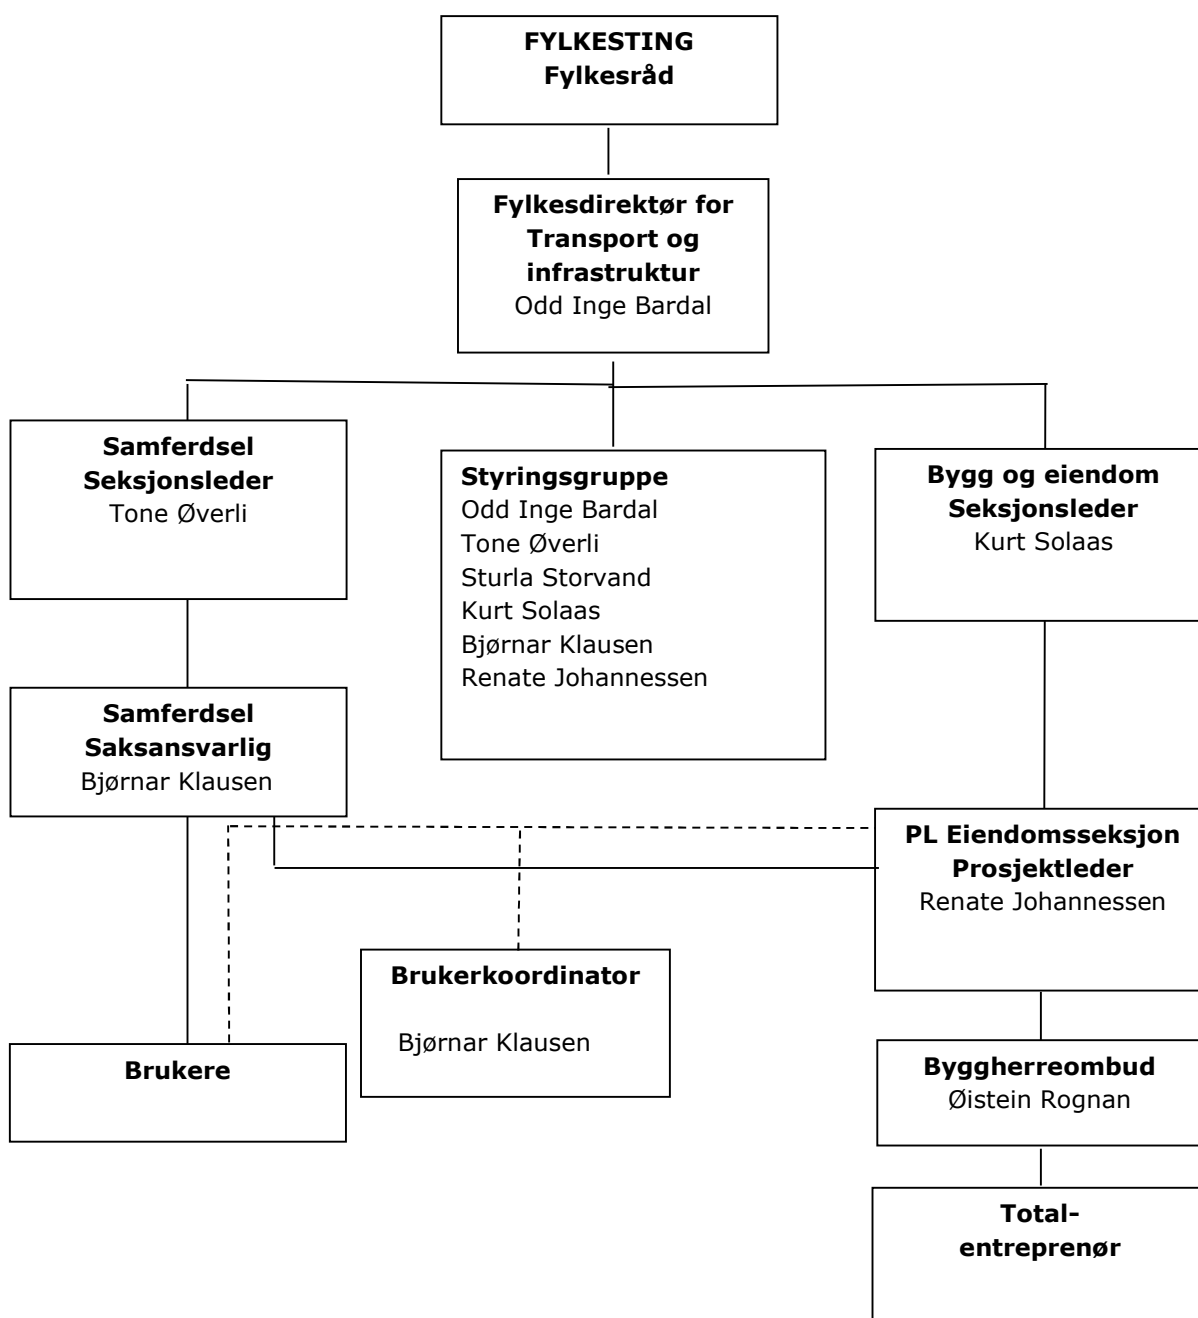 FYLKESTING
Fylkesråd
Fylkesdirektør for
Transport og
infrastruktur
Odd Inge Bardal
Samferdsel
Seksjonsleder
Tone Øverli
Styringsgruppe
Odd Inge Bardal
Tone Øverli
Sturla Storvand
Kurt Solaas
Bjørnar Klausen
Renate Johannessen
Bygg og eiendom
Seksjonsleder
Kurt Solaas
Samferdsel
Saksansvarlig
Bjørnar Klausen
PL Eiendomsseksjon
Prosjektleder
Renate Johannessen
Brukerkoordinator
Bjørnar Klausen
Brukere
Byggherreombud
Øistein Rognan
Total-
entreprenør